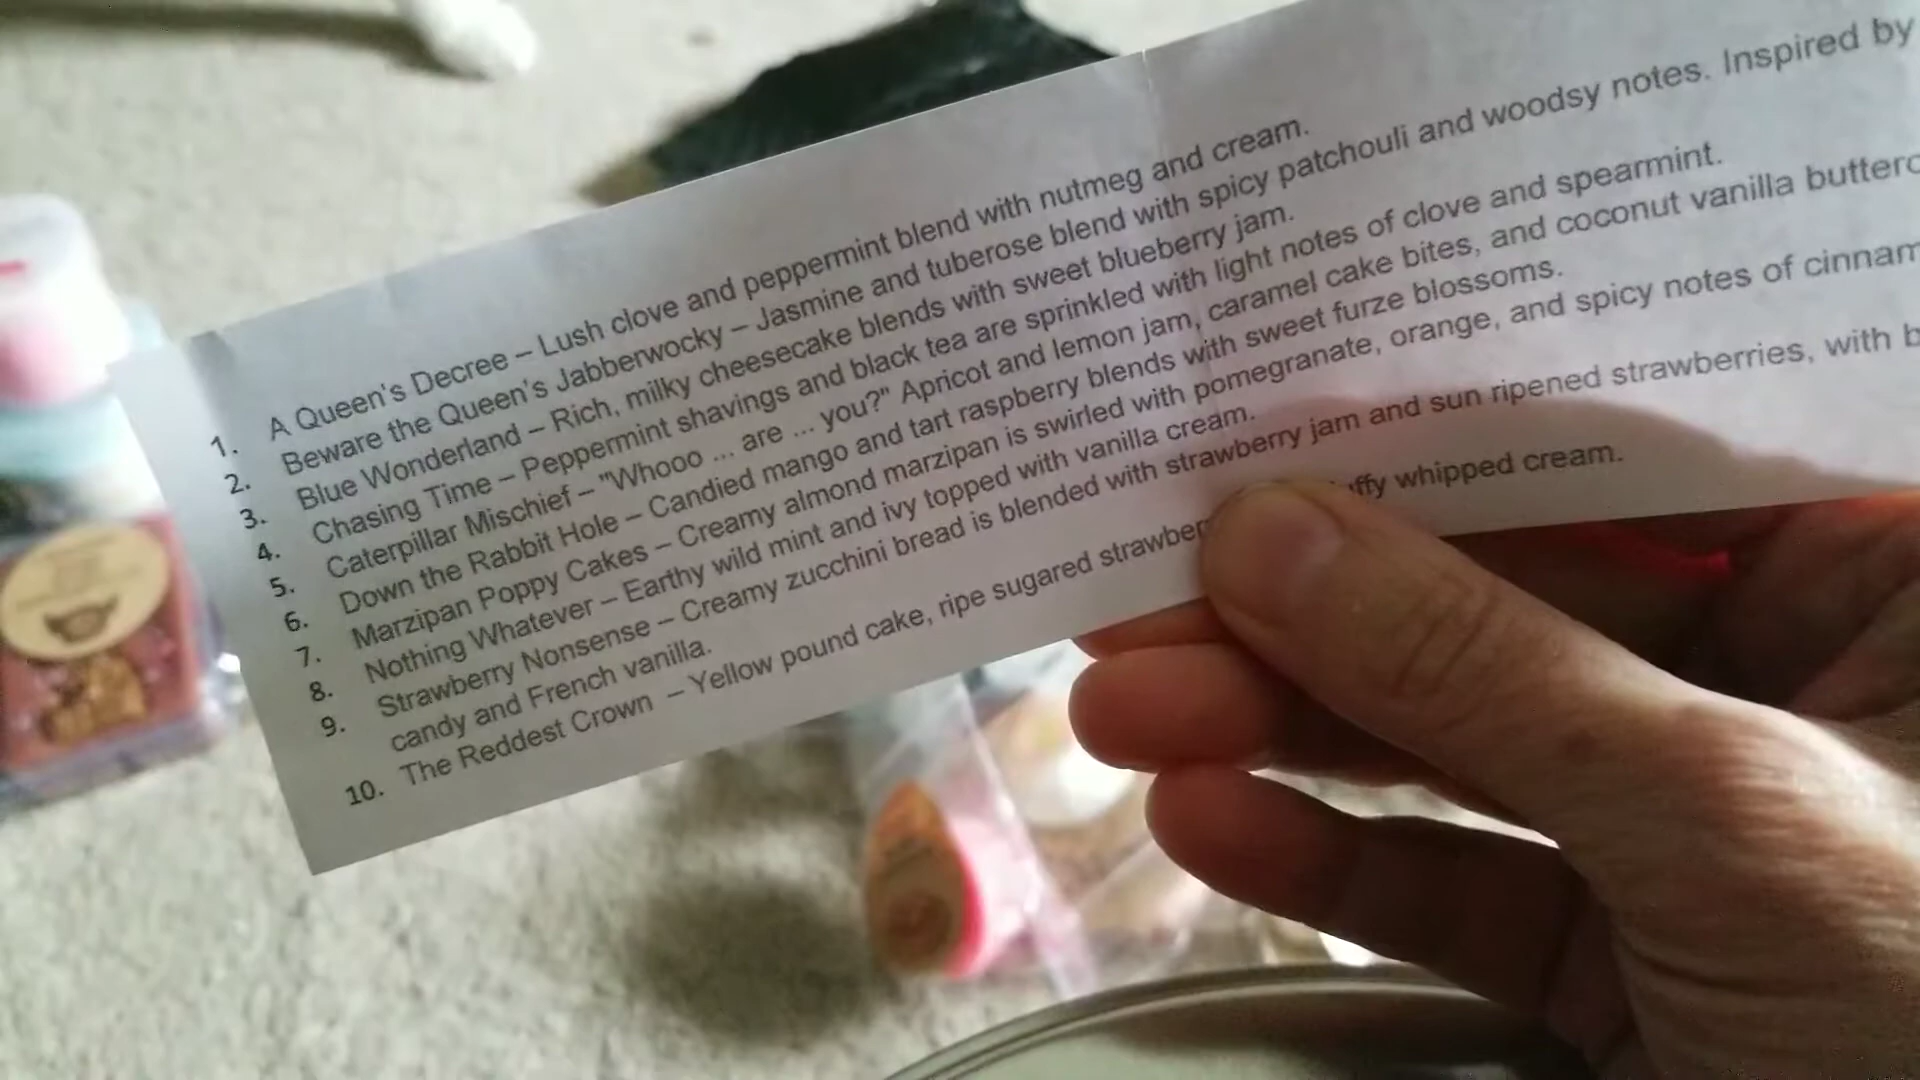 1. A Queen's Decree – Lush clove and peppermint blend with nutmeg and cream.
2. Beware the Queen's Jabberwocky – Jasmine and tuberose blend with spicy patchouli and woodsy notes. Inspired by
3. Blue Wonderland – Rich, milky cheesecake blends with sweet blueberry jam.
4. Chasing Time – Peppermint shavings and black tea are sprinkled with light notes of clove and spearmint.
5. Caterpillar Mischief – "Whooo ... are ... you?" Apricot and lemon jam, caramel cake bites, and coconut vanilla
6. Down the Rabbit Hole – Candied mango and tart raspberry blends with sweet furze blossoms.
7. Marzipan Poppy Cakes – Creamy almond marzipan is swirled with pomegranate, orange, and spicy notes of
8. Nothing Whatever – Earthy wild mint and ivy topped with vanilla cream.
9. Strawberry Nonsense – Creamy zucchini bread is blended with strawberry jam and sun ripened strawberries, with
candy and French vanilla.
10. The Reddest Crown – Yellow pound cake, ripe sugared whipped cream.